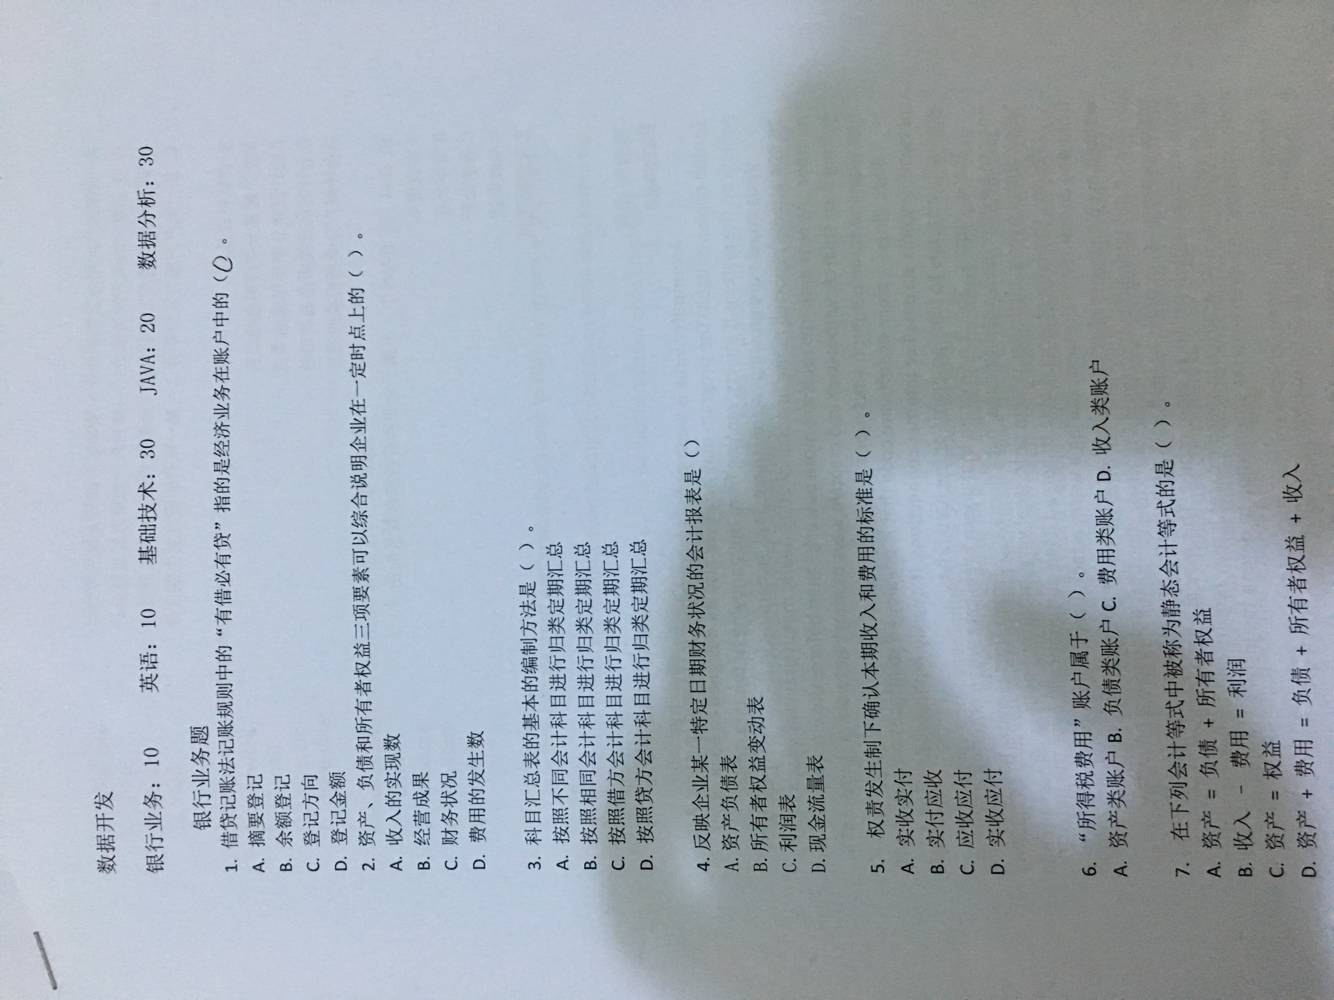 数据开发
银行业务：10 英语：10 基础技术：30 JAVA：20 数据分析：30
银行业务题
1. 借贷记账法记账规则中的“有借必有贷”指的是经济业务在账户中的（ ）。
A. 摘要登记
B. 余额登记
C. 登记方向
D. 登记金额
2. 资产、负债和所有者权益三项要素可以综合说明企业在一定时点上的（ ）。
A. 收入的实现数
B. 经营成果
C. 财务状况
D. 费用的发生数
3. 科目汇总表的基本的编制方法是（ ）。
A. 按照不同会计科目进行归类定期汇总
B. 按照相同会计科目进行归类定期汇总
C. 按照借方会计科目进行归类定期汇总
D. 按照贷方会计科目进行归类定期汇总
4. 反映企业某一特定日期财务状况的会计报表是（）
A. 资产负债表
B. 所有者权益变动表
C. 利润表
D. 现金流量表
5. 权责发生制下确认本期收入和费用的标准是（ ）。
A. 实收实付
B. 实付应收
C. 应收应付
D. 实收应付
6. “所得税费用”账户属于（ ）。
A. 资产类账户 B. 负债类账户 C. 费用类账户 D. 收入类账户
7. 在下列会计等式中被称为静态会计等式的是（ ）。
A. 资产 = 负债 + 所有者权益
B. 收入 - 费用 = 利润
C. 资产 = 权益
D. 资产 + 费用 = 负债 + 所有者权益 + 收入